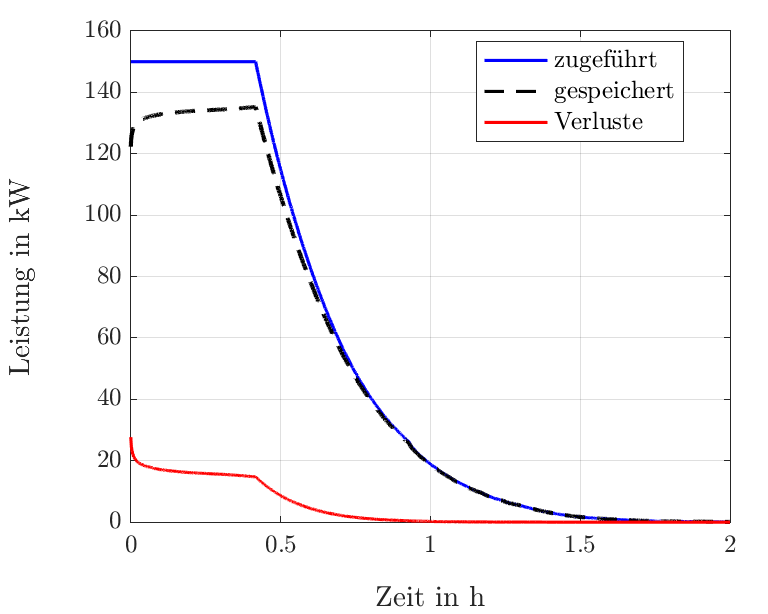 160
140
120
100
80
60
40
20
0
Leistung in kW
zugeführt
gespeichert
Verluste
0 0.5 1 1.5 2
Zeit in h